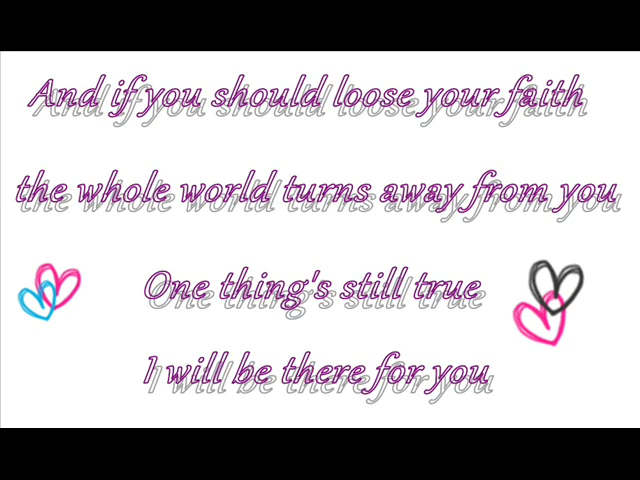 And if you should loose your faith
the whole world turns away from you
One thing's still true
I will be there for you